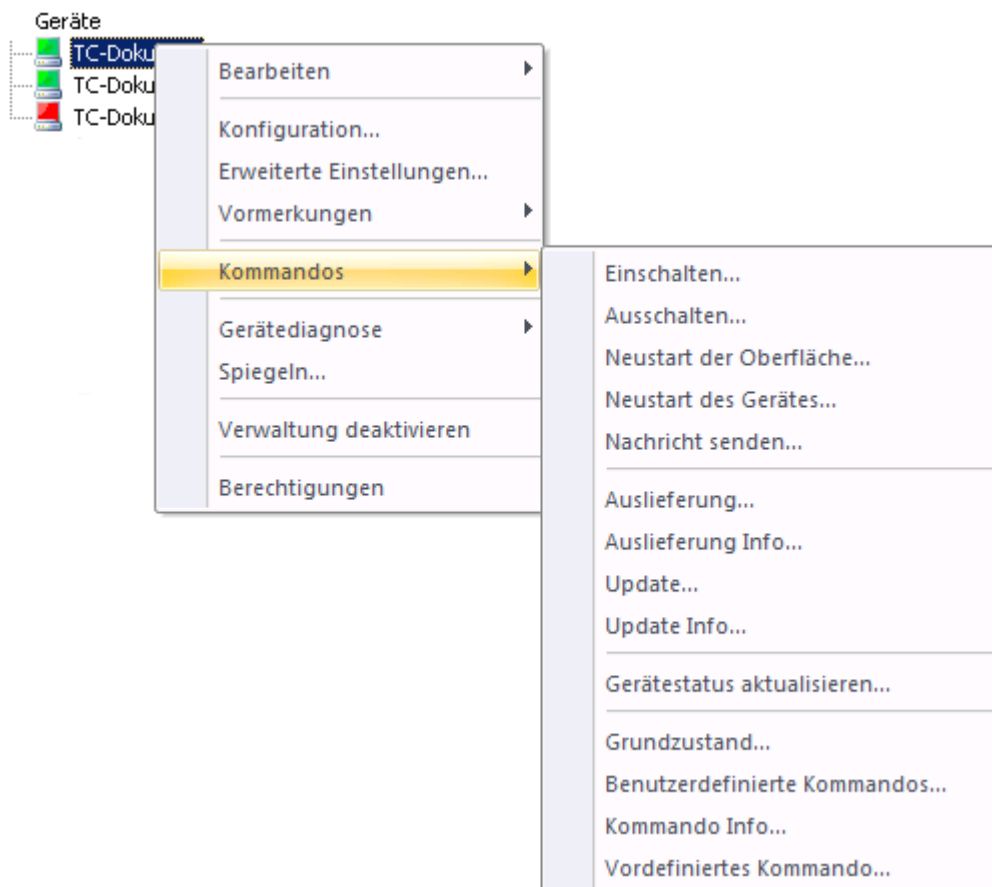 Geräte
TC-Doku
TC-Doku
TC-Doku
Bearbeiten
Konfiguration...
Erweiterte Einstellungen...
Vormerkungen
Kommandos
Gerätediagnose
Spiegeln...
Verwaltung deaktivieren
Berechtigungen
Einschalten...
Ausschalten...
Neustart der Oberfläche...
Neustart des Gerätes...
Nachricht senden...
Auslieferung...
Auslieferung Info...
Update...
Update Info...
Gerätestatus aktualisieren...
Grundzustand...
Benutzerdefinierte Kommandos...
Kommando Info...
Vordefiniertes Kommando...